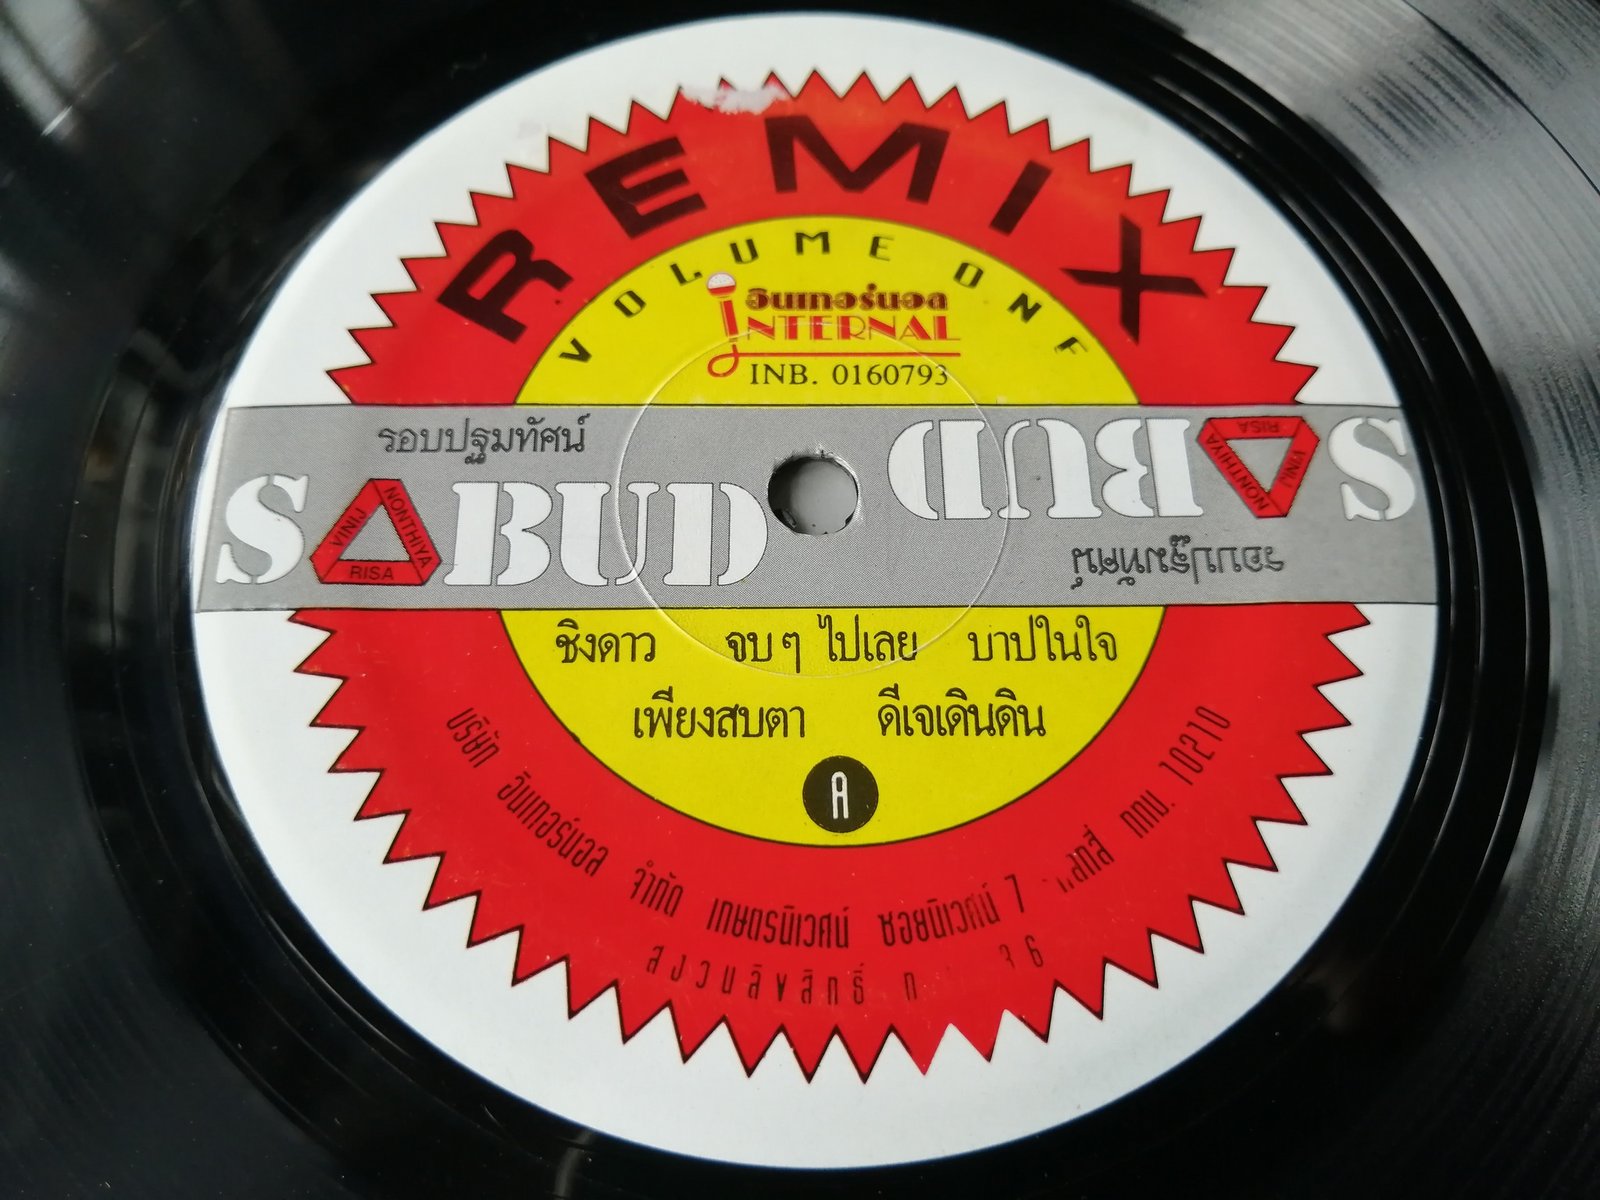 REMIX
VOLUME ONE
อินเทอร์นอล
INTERNAL
INB. 0160793
รอบปฐมทัศน์
SABUD
VINIJ NONTHIYA RISA
SABUD
VINIJ NONTHIYA RISA
รอบปฐมทัศน์
ชิงดาว จบๆ ไปเลย บาปในใจ
เพียงสบตา ดีเจเดินดิน
A
บริษัท อินเทอร์นอล จำกัด เกษตรนิเวศน์ ซอยนิเวศน์ 7 หลักสี่ กทม. 10210
สงวนลิขสิทธิ์